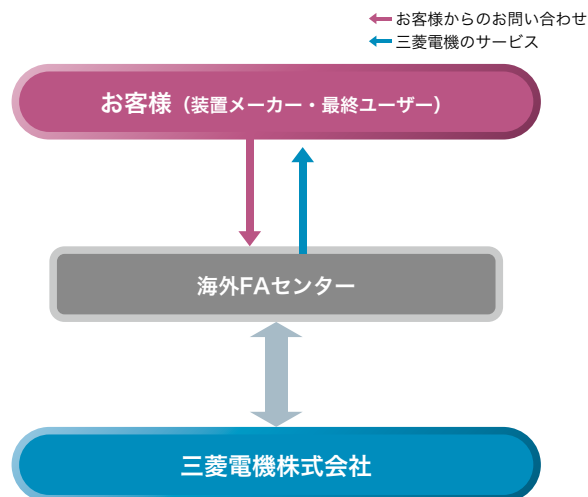 お客様からのお問い合わせ
三菱電機のサービス
お客様（装置メーカー・最終ユーザー）
海外FAセンター
三菱電機株式会社